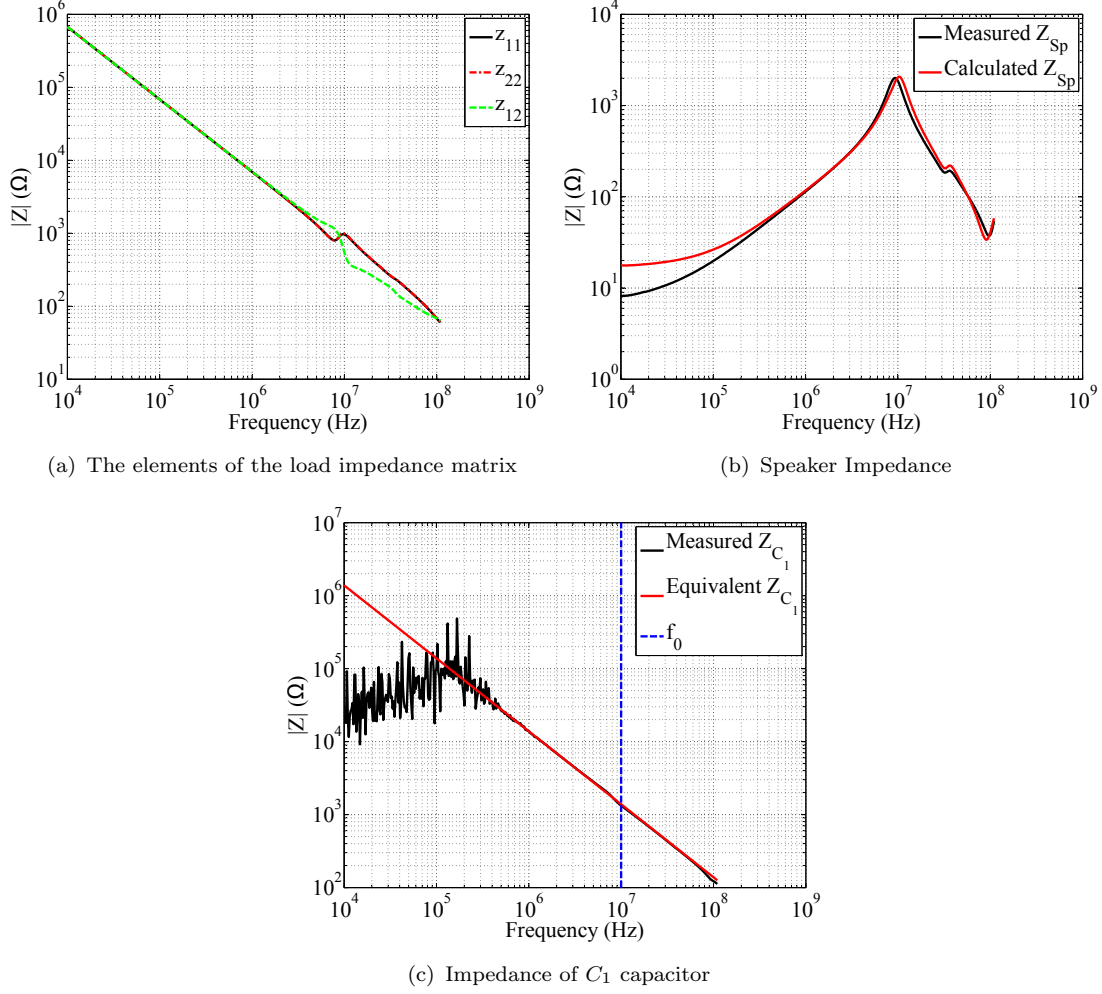 10^6
10^5
10^4
10^3
10^2
10^1
|Z| (Ω)
z_11
z_22
z_12
10^4 10^5 10^6 10^7 10^8 10^9
Frequency (Hz)
(a) The elements of the load impedance matrix
10^4
10^3
10^2
10^1
10^0
|Z| (Ω)
Measured Z_Sp
Calculated Z_Sp
10^4 10^5 10^6 10^7 10^8 10^9
Frequency (Hz)
(b) Speaker Impedance
10^7
10^6
10^5
10^4
10^3
10^2
|Z| (Ω)
Measured Z_C_1
Equivalent Z_C_1
f_0
10^4 10^5 10^6 10^7 10^8 10^9
Frequency (Hz)
(c) Impedance of C_1 capacitor